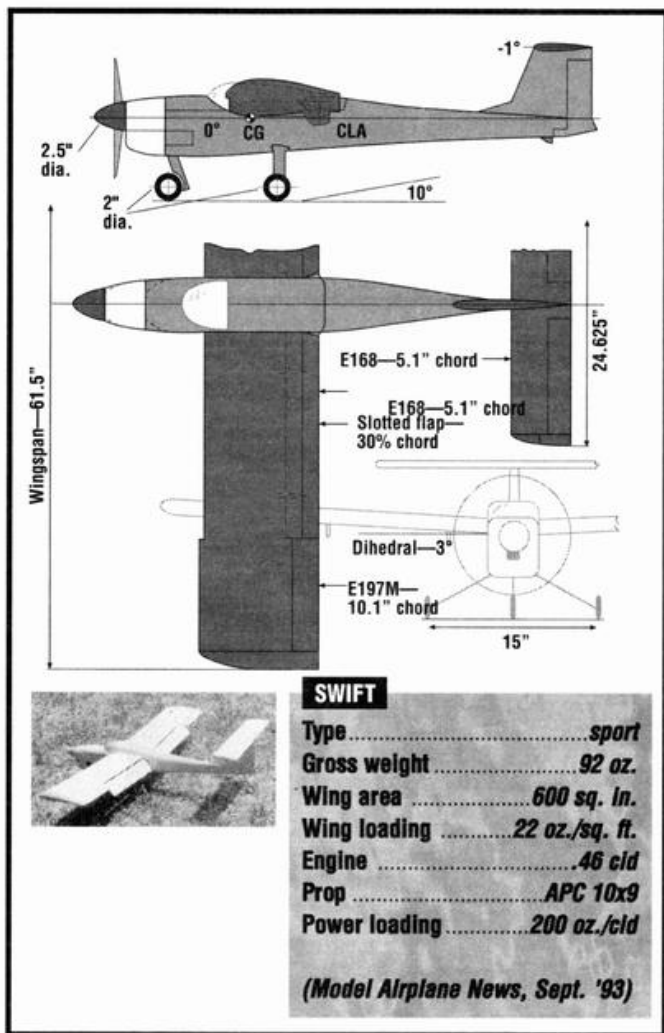 -1°
0° CG CLA
2.5"
dia.
2"
dia.
10°
Wingspan—61.5"
24.625"
E168—5.1" chord
E168—5.1" chord
Slotted flap—
30% chord
Dihedral—3°
E197M—
10.1" chord
15"
SWIFT
Type ........ sport
Gross weight ........ 92 oz.
Wing area ........ 600 sq. in.
Wing loading ........ 22 oz./sq. ft.
Engine ........ .46 cid
Prop ........ APC 10x9
Power loading ........ 200 oz./cid
(Model Airplane News, Sept. '93)